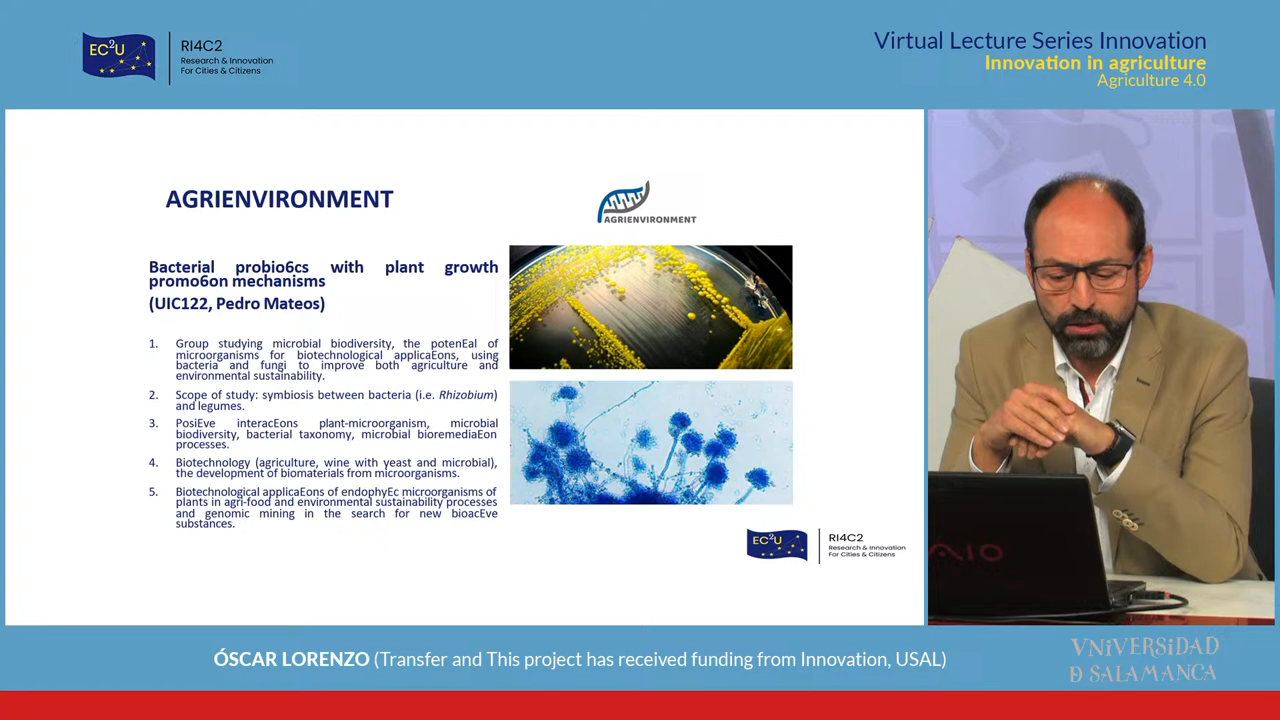 EC²U
RI4C2
Research & Innovation
For Cities & Citizens
Virtual Lecture Series Innovation
Innovation in agriculture
Agriculture 4.0
AGRIENVIRONMENT
AGRIENVIRONMENT
Bacterial probio6cs with plant growth
promo6on mechanisms
(UIC122, Pedro Mateos)
1. Group studying microbial biodiversity, the potenEal of
microorganisms for biotechnological applicaEons, using
bacteria and fungi to improve both agriculture and
environmental sustainability.
2. Scope of study: symbiosis between bacteria (i.e. Rhizobium)
and legumes.
3. PosiEve interacEons plant-microorganism, microbial
biodiversity, bacterial taxonomy, microbial bioremediaEon
processes.
4. Biotechnology (agriculture, wine with yeast and microbial),
the development of biomaterials from microorganisms.
5. Biotechnological applicaEons of endophyEc microorganisms of
plants in agri-food and environmental sustainability processes
and genomic mining in the search for new bioacEve
substances.
EC²U
RI4C2
Research & Innovation
For Cities & Citizens
VAIO
ÓSCAR LORENZO (Transfer and This project has received funding from Innovation, USAL)
VNiVERSiDAD
D SALAMANCA